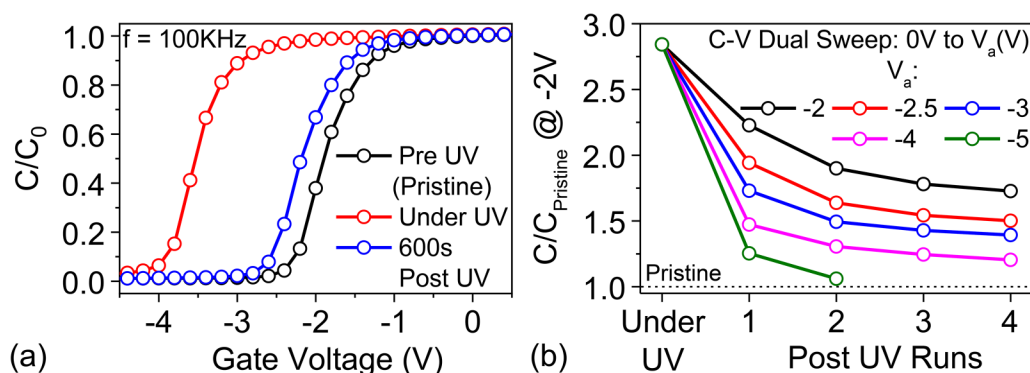 f = 100KHz
1.0
0.8
0.6
0.4
0.2
0.0
C/C0
Pre UV
(Pristine)
Under UV
600s
Post UV
-4 -3 -2 -1 0
Gate Voltage (V)
(a)
C-V Dual Sweep: 0V to Va(V)
Va:
-2 -2.5 -3
-4 -5
3.0
2.5
2.0
1.5
1.0
C/CPristine @ -2V
Pristine
Under
UV
1 2 3 4
Post UV Runs
(b)